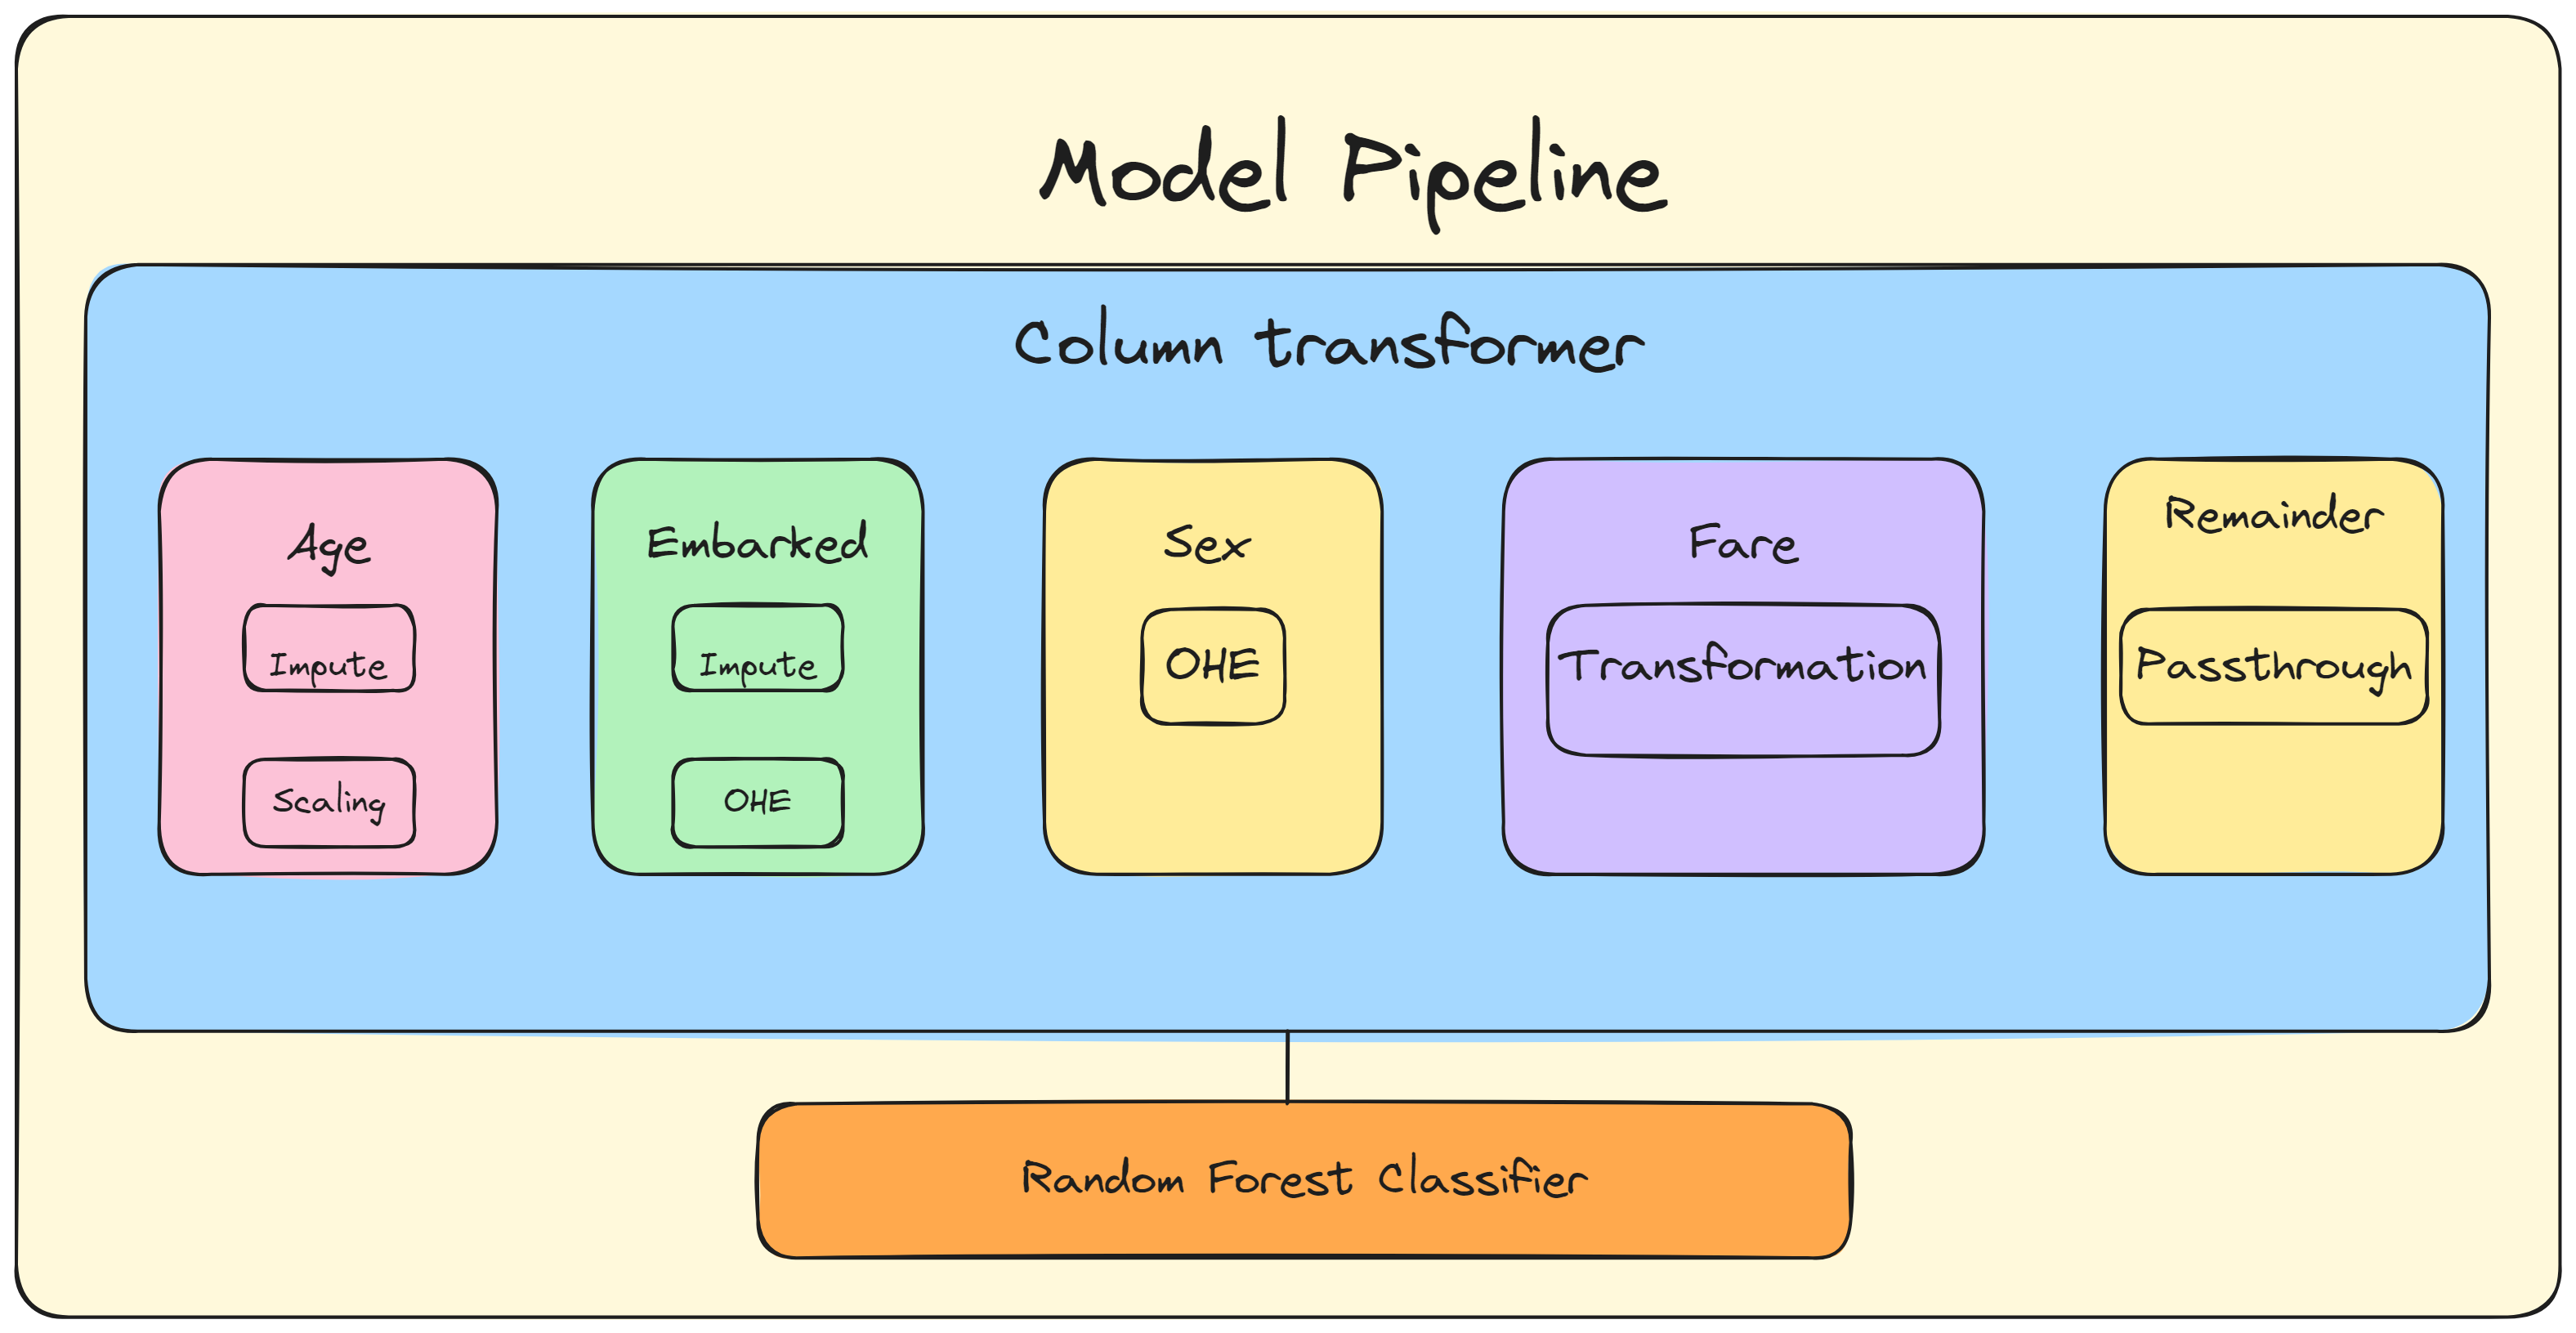 Model Pipeline
Column transformer
Age
Impute
Scaling
Embarked
Impute
OHE
Sex
OHE
Fare
Transformation
Remainder
Passthrough
Random Forest Classifier